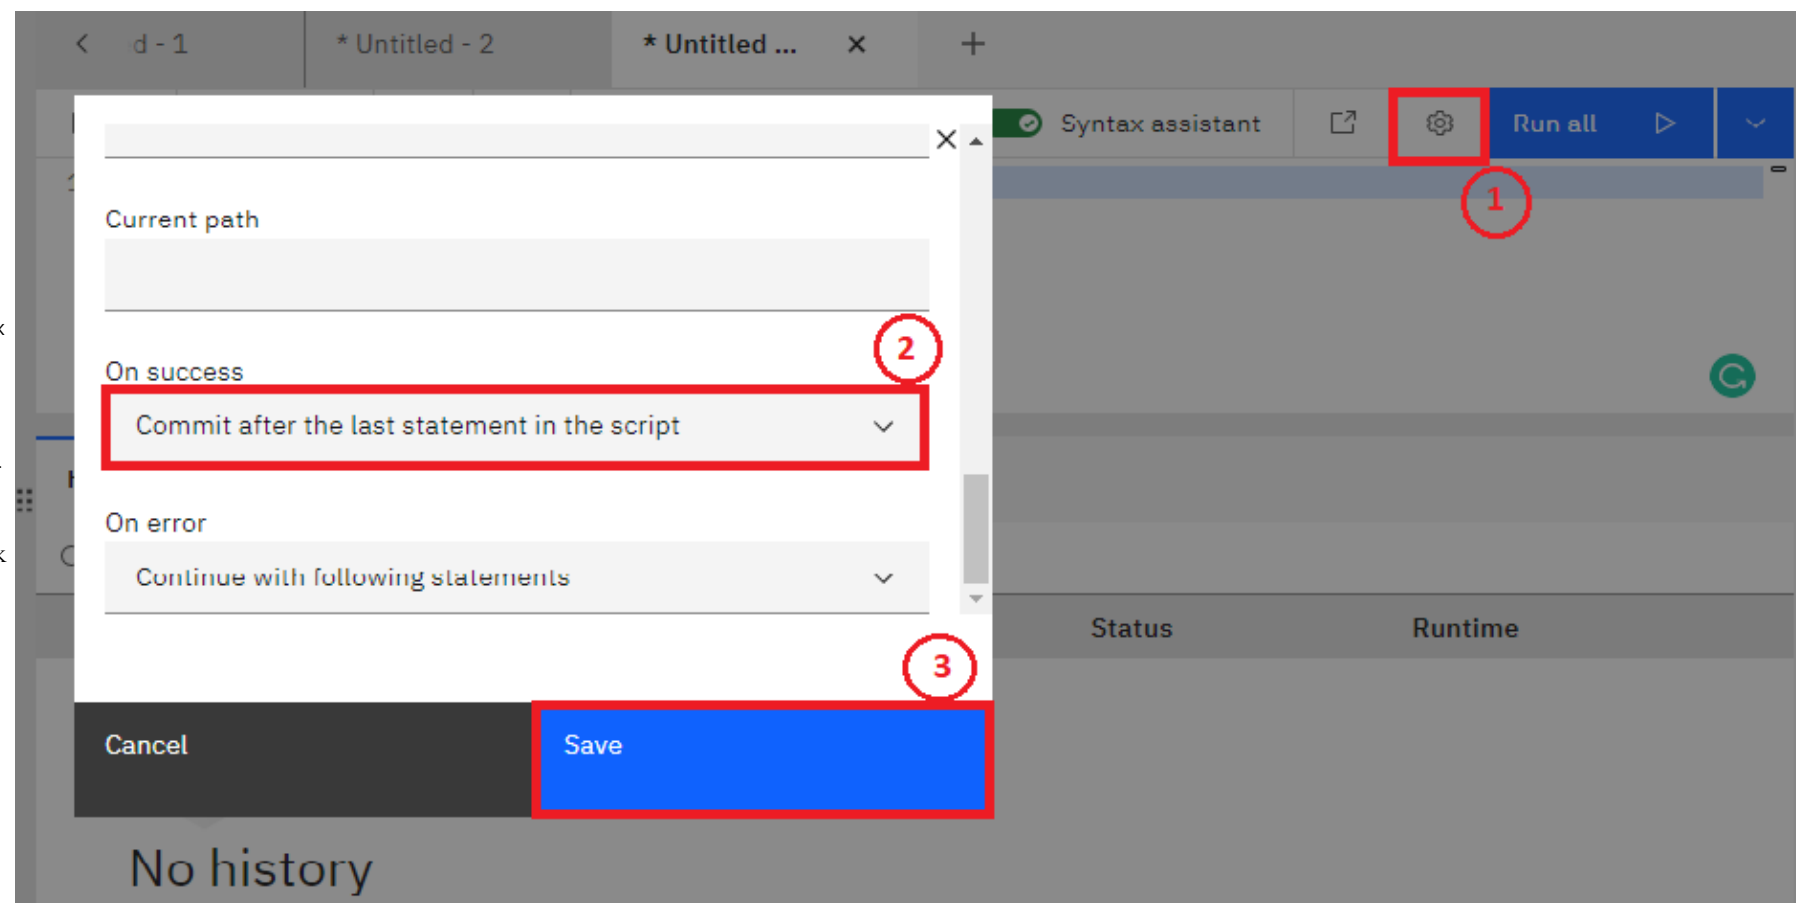 d - 1
* Untitled - 2
* Untitled ...
Syntax assistant
Run all
1
Current path
2
On success
Commit after the last statement in the script
On error
Continue with following statements
Status
Runtime
3
Cancel
Save
No history